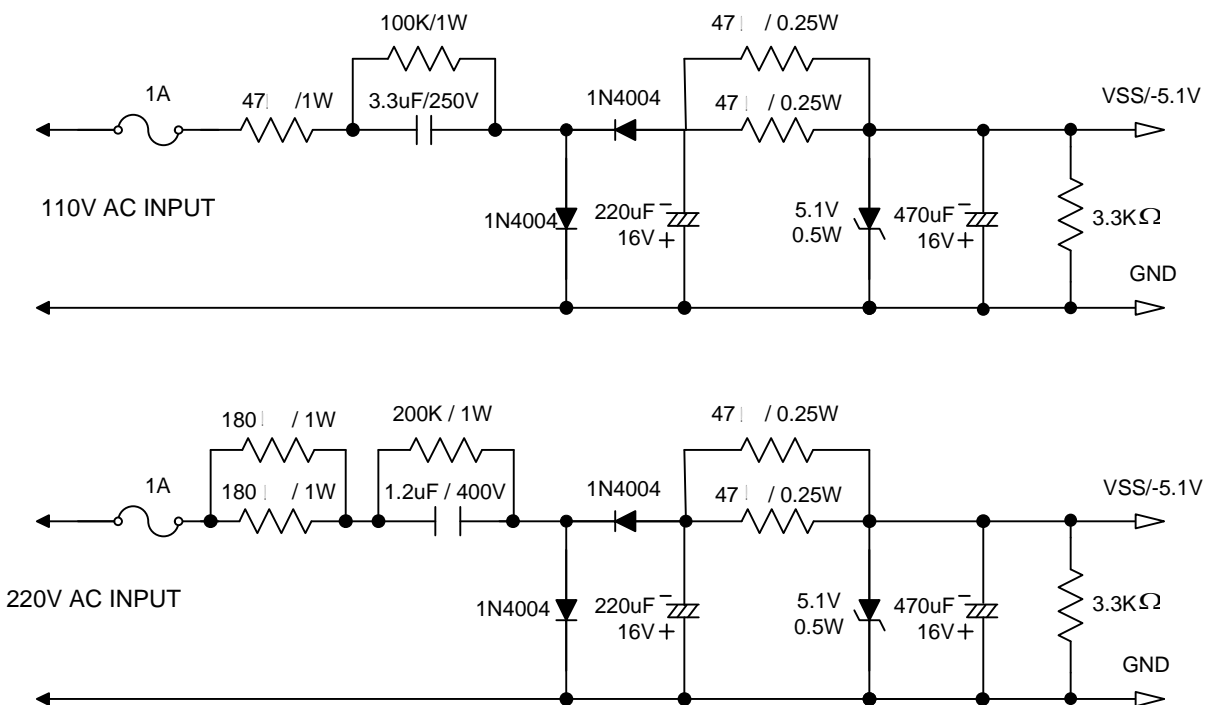 100K/1W
47 / 0.25W
1A
47 /1W
3.3uF/250V
1N4004
47 / 0.25W
VSS/-5.1V
110V AC INPUT
1N4004
220uF −
16V +
5.1V
0.5W
470uF −
16V +
3.3KΩ
GND
180 / 1W
200K / 1W
47 / 0.25W
1A
180 / 1W
1.2uF / 400V
1N4004
47 / 0.25W
VSS/-5.1V
220V AC INPUT
1N4004
220uF −
16V +
5.1V
0.5W
470uF −
16V +
3.3KΩ
GND